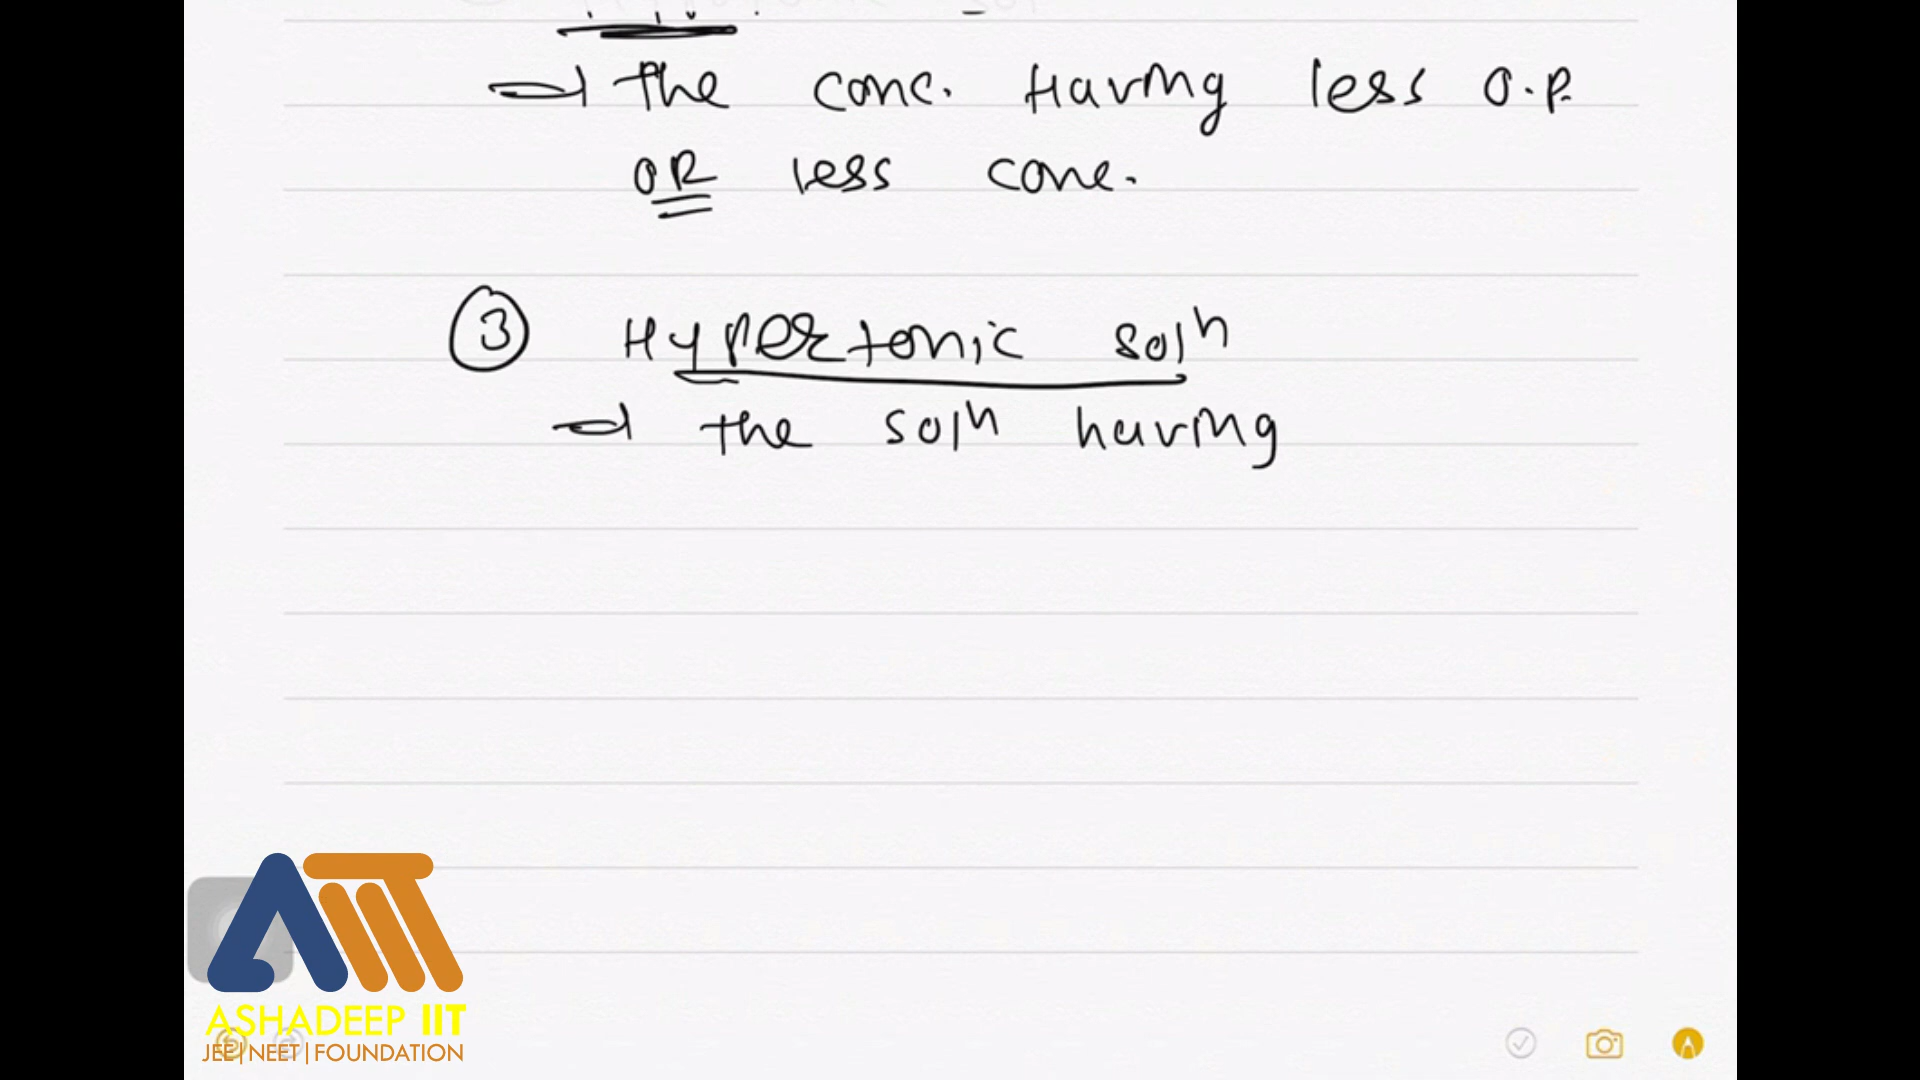 → The conc. Having less O.P.
OR less conc.
③ Hypertonic solⁿ
→ the solⁿ having
ASHADEEP IIT
JEE|NEET|FOUNDATION